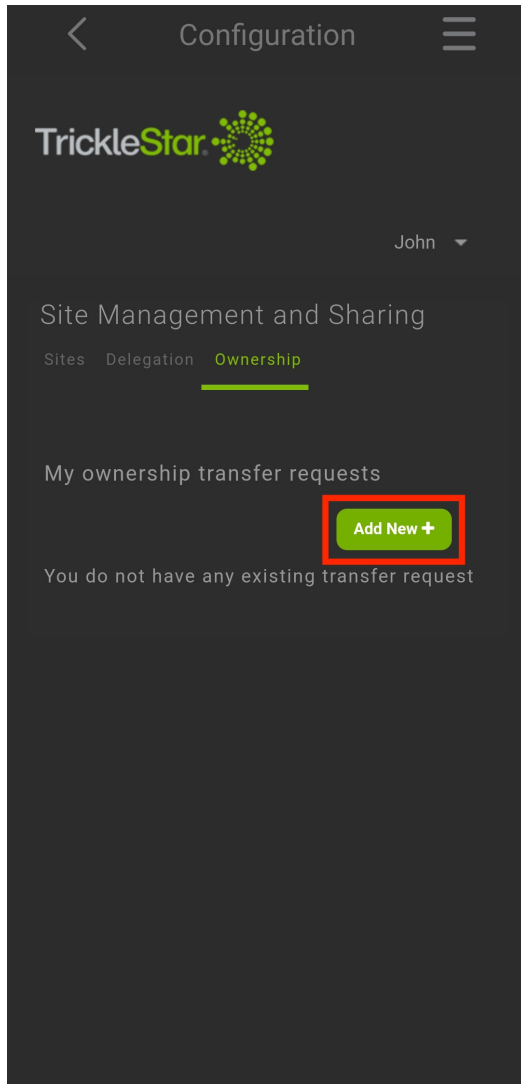 Configuration
TrickleStar®
John
Site Management and Sharing
Sites Delegation Ownership
My ownership transfer requests
Add New +
You do not have any existing transfer request